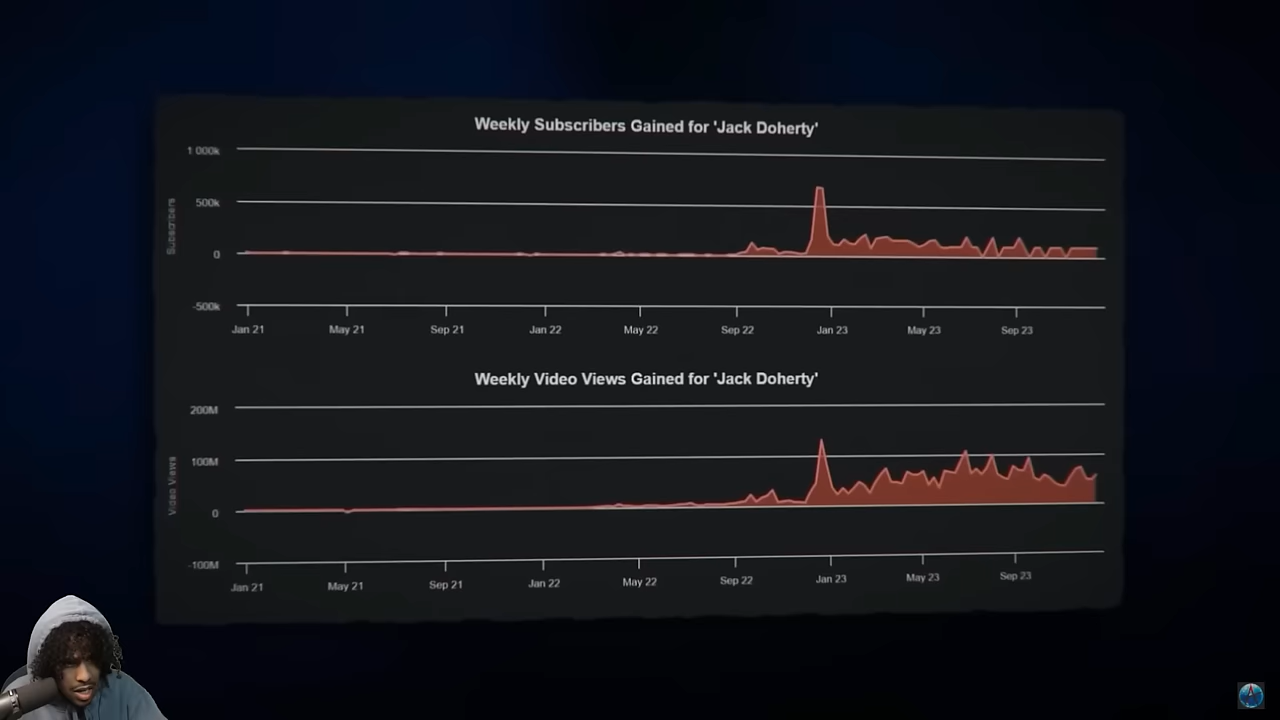 Weekly Subscribers Gained for 'Jack Doherty'
1 000k
500k
0
-500k
Subscribers
Jan 21 May 21 Sep 21 Jan 22 May 22 Sep 22 Jan 23 May 23 Sep 23
Weekly Video Views Gained for 'Jack Doherty'
200M
100M
0
-100M
Video Views
Jan 21 May 21 Sep 21 Jan 22 May 22 Sep 22 Jan 23 May 23 Sep 23